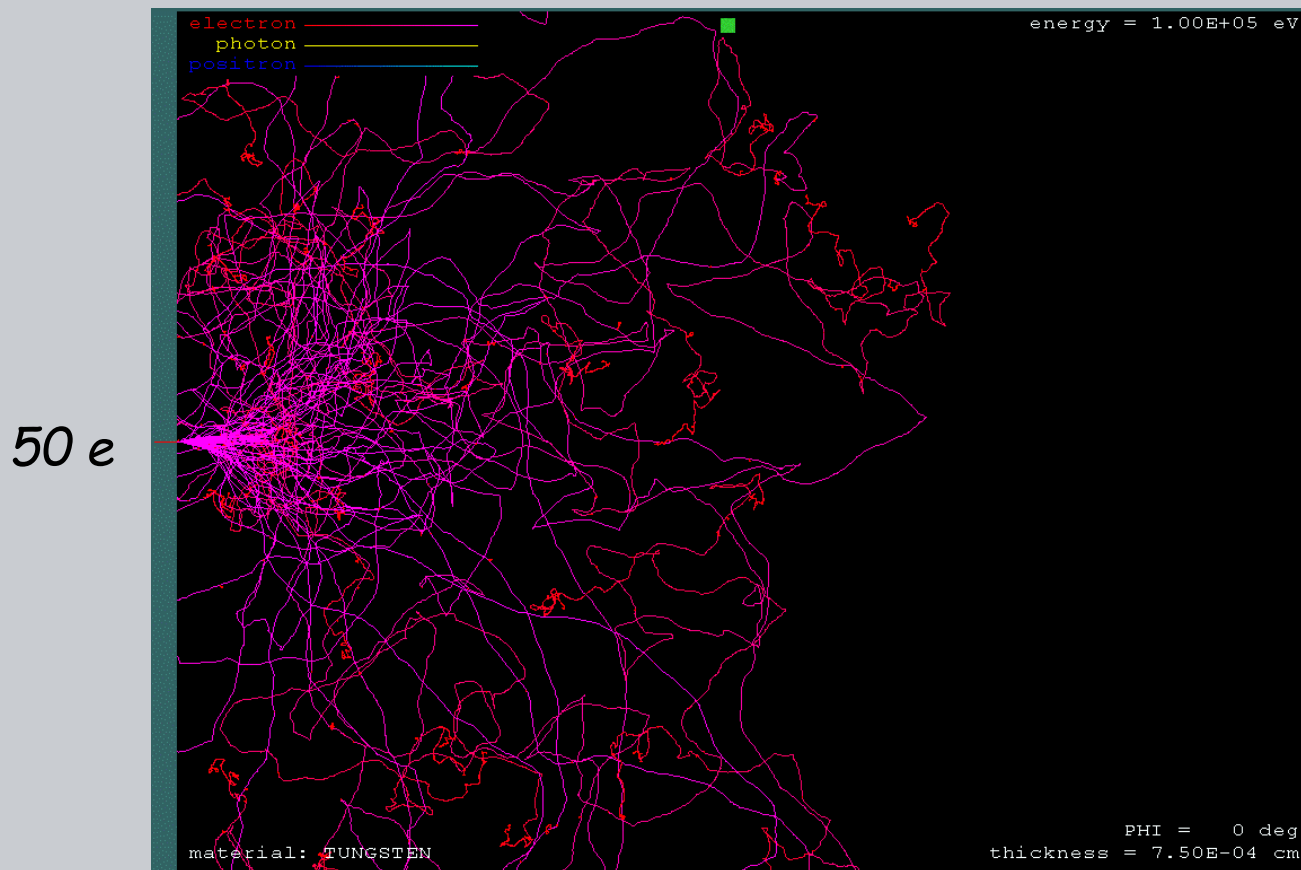 electron
photon
positron
energy = 1.00E+05 eV
50 e
material: TUNGSTEN
PHI = 0 deg
thickness = 7.50E-04 cm